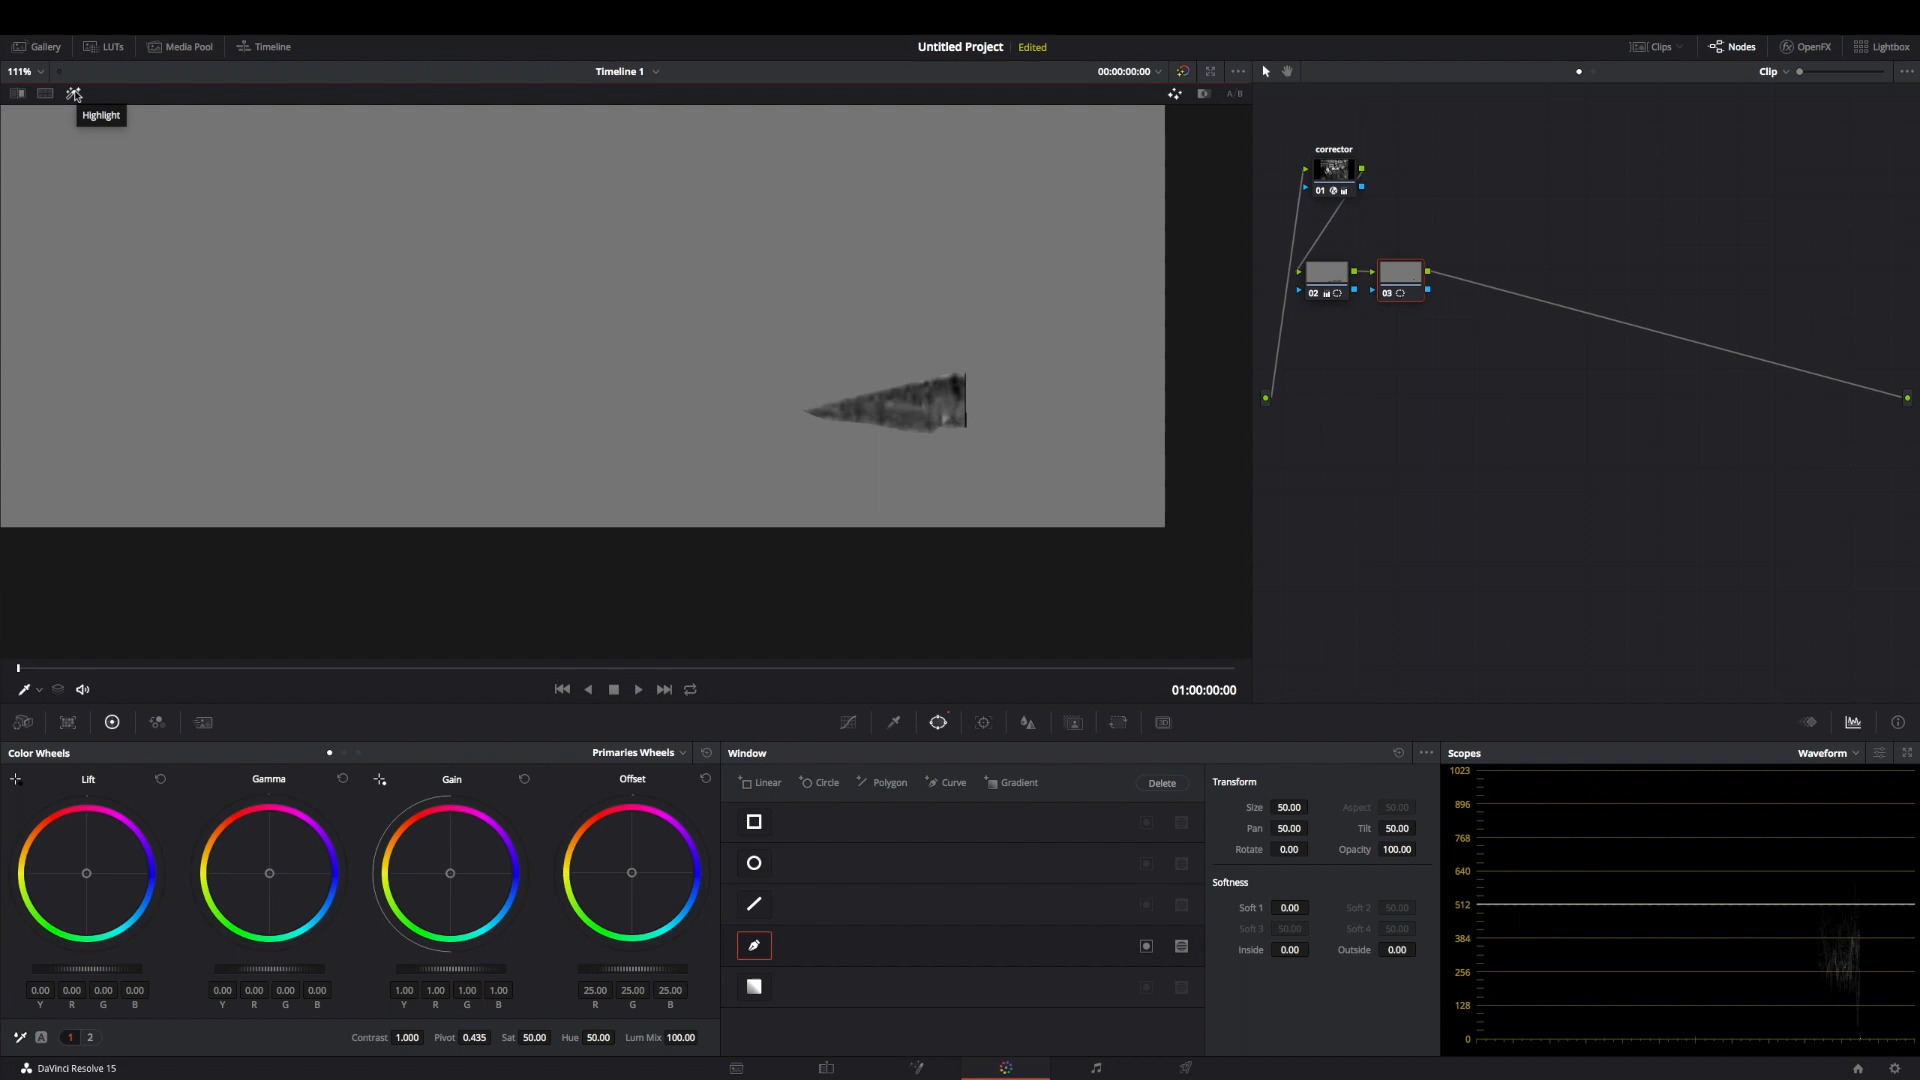 Gallery LUTs Media Pool Timeline Untitled Project Edited Clips Nodes OpenFX Lightbox
111% Timeline 1 00:00:00:00 Clip
A/B
Highlight
corrector
01
02 03
01:00:00:00
Color Wheels Primaries Wheels Window Scopes Waveform
Lift Gamma Gain Offset
Linear Circle Polygon Curve Gradient Delete
Transform
Size 50.00 Aspect 50.00
Pan 50.00 Tilt 50.00
Rotate 0.00 Opacity 100.00
Softness
Soft 1 0.00 Soft 2 50.00
Soft 3 50.00 Soft 4 50.00
Inside 0.00 Outside 0.00
1023
896
768
640
512
384
256
128
0
0.00 0.00 0.00 0.00 0.00 0.00 0.00 0.00 1.00 1.00 1.00 1.00 25.00 25.00 25.00
Y R G B Y R G B Y R G B R G B
A 1 2 Contrast 1.000 Pivot 0.435 Sat 50.00 Hue 50.00 Lum Mix 100.00
DaVinci Resolve 15